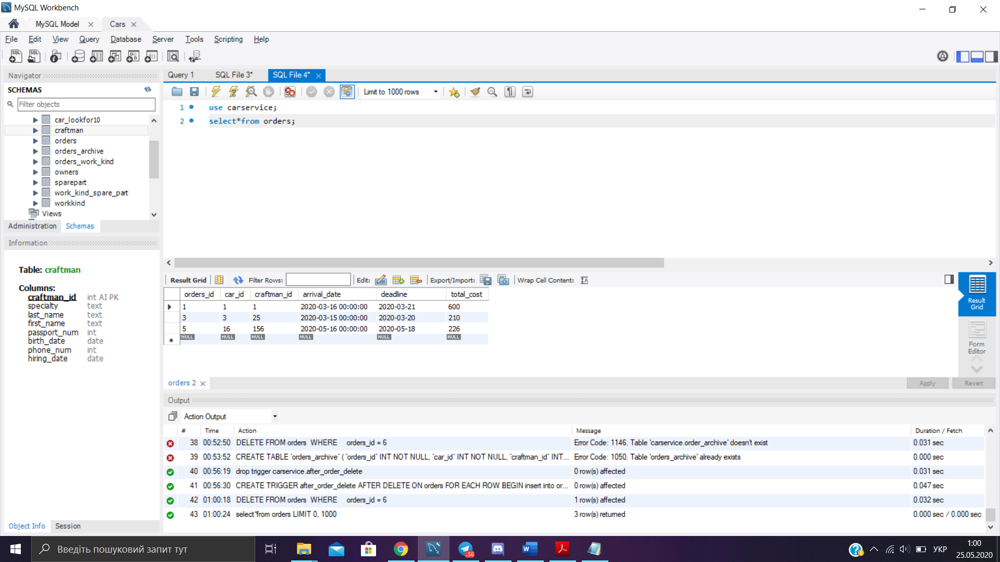 MySQL Workbench
MySQL Model
Cars
File Edit View Query Database Server Tools Scripting Help
Navigator
SCHEMAS
Filter objects
car_lookfor10
craftman
orders
orders_archive
orders_work_kind
owners
sparepart
work_kind_spare_part
workkind
Views
Administration Schemas
Information
Table: craftman
Columns:
craftman_id int AI PK
specialty text
last_name text
first_name text
passport_num int
birth_date date
phone_num int
hiring_date date
Object Info Session
Query 1 SQL File 3* SQL File 4*
Limit to 1000 rows
1 use carservice;
2 select*from orders;
Result Grid Filter Rows: Edit: Export/Import: Wrap Cell Content:
orders_id car_id craftman_id arrival_date deadline total_cost
1 1 1 2020-03-16 00:00:00 2020-03-21 600
3 3 25 2020-03-15 00:00:00 2020-03-20 210
5 16 156 2020-05-16 00:00:00 2020-05-18 226
NULL NULL NULL NULL NULL NULL
Result
Grid
Form
Editor
orders 2
Apply Revert
Output
Action Output
# Time Action Message Duration / Fetch
38 00:52:50 DELETE FROM orders WHERE orders_id = 6 Error Code: 1146. Table 'carservice.order_archive' doesn't exist 0.031 sec
39 00:53:52 CREATE TABLE `orders_archive` ( `orders_id` INT NOT NULL, `car_id` INT NOT NULL, `craftman_id` INT... Error Code: 1050. Table 'orders_archive' already exists 0.000 sec
40 00:56:19 drop trigger carservice.after_order_delete 0 row(s) affected 0.031 sec
41 00:56:30 CREATE TRIGGER after_order_delete AFTER DELETE ON orders FOR EACH ROW BEGIN insert into or... 0 row(s) affected 0.047 sec
42 01:00:18 DELETE FROM orders WHERE orders_id = 6 1 row(s) affected 0.032 sec
43 01:00:24 select*from orders LIMIT 0, 1000 3 row(s) returned 0.000 sec / 0.000 sec
Введіть пошуковий запит тут
..56
УКР
1:00
25.05.2020